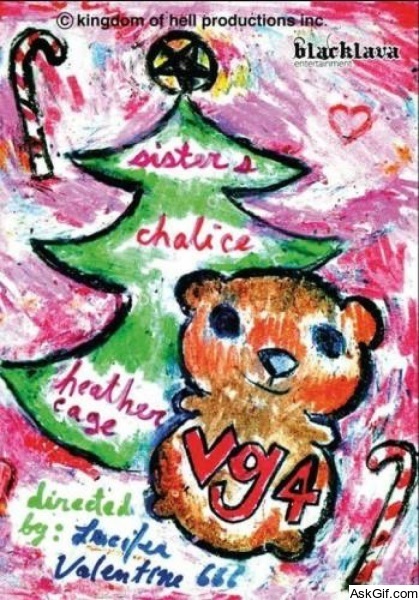 © kingdom of hell productions inc.
blacklava
entertainment
sister s
chalice
heather
cage
vg4
directed
by: Lucifer
Valentine 666
AskGif.com